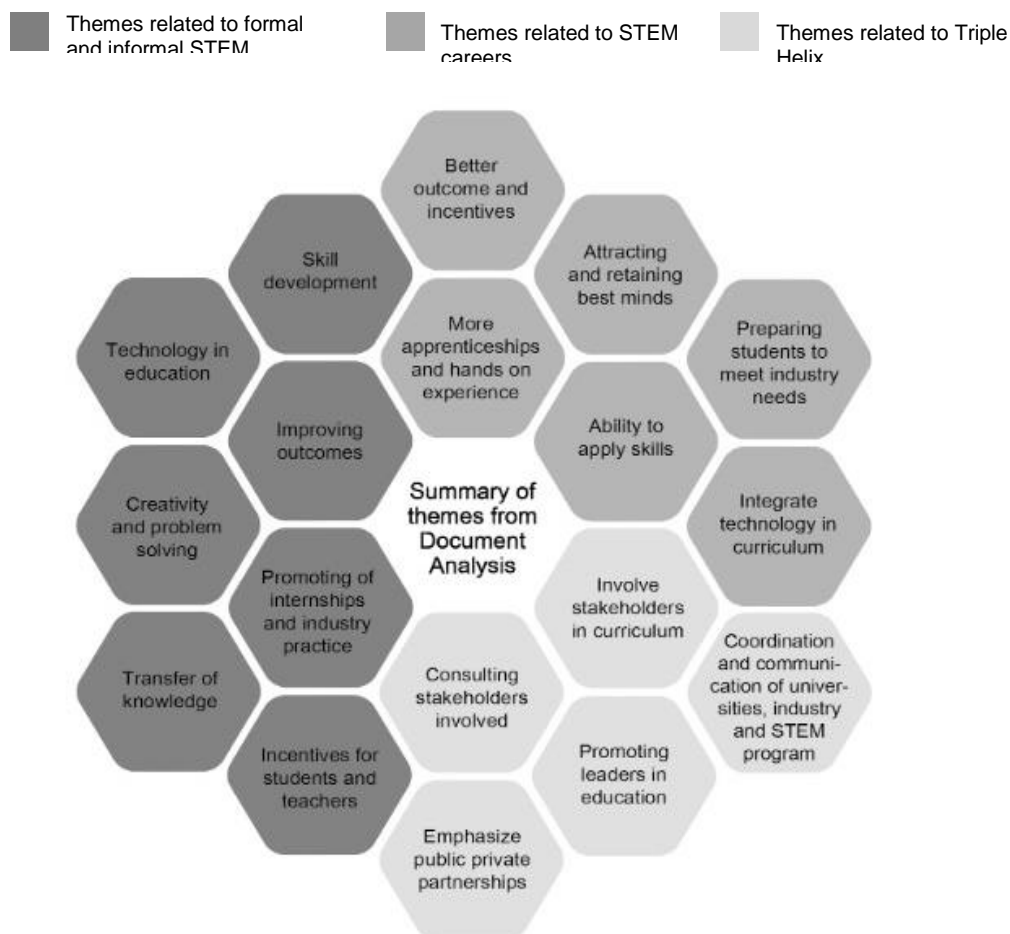 Themes related to formal
and informal STEM
Themes related to STEM
careers
Themes related to Triple
Helix
Better
outcome and
incentives
Skill
development
Attracting
and retaining
best minds
Technology in
education
More
apprenticeships
and hands on
experience
Preparing
students to
meet industry
needs
Improving
outcomes
Ability to
apply skills
Creativity
and problem
solving
Summary of
themes from
Document
Analysis
Integrate
technology in
curriculum
Promoting of
internships
and industry
practice
Involve
stakeholders
in curriculum
Transfer of
knowledge
Consulting
stakeholders
involved
Coordination
and communi-
cation of univer-
sities, industry
and STEM
program
Incentives for
students and
teachers
Promoting
leaders in
education
Emphasize
public private
partnerships